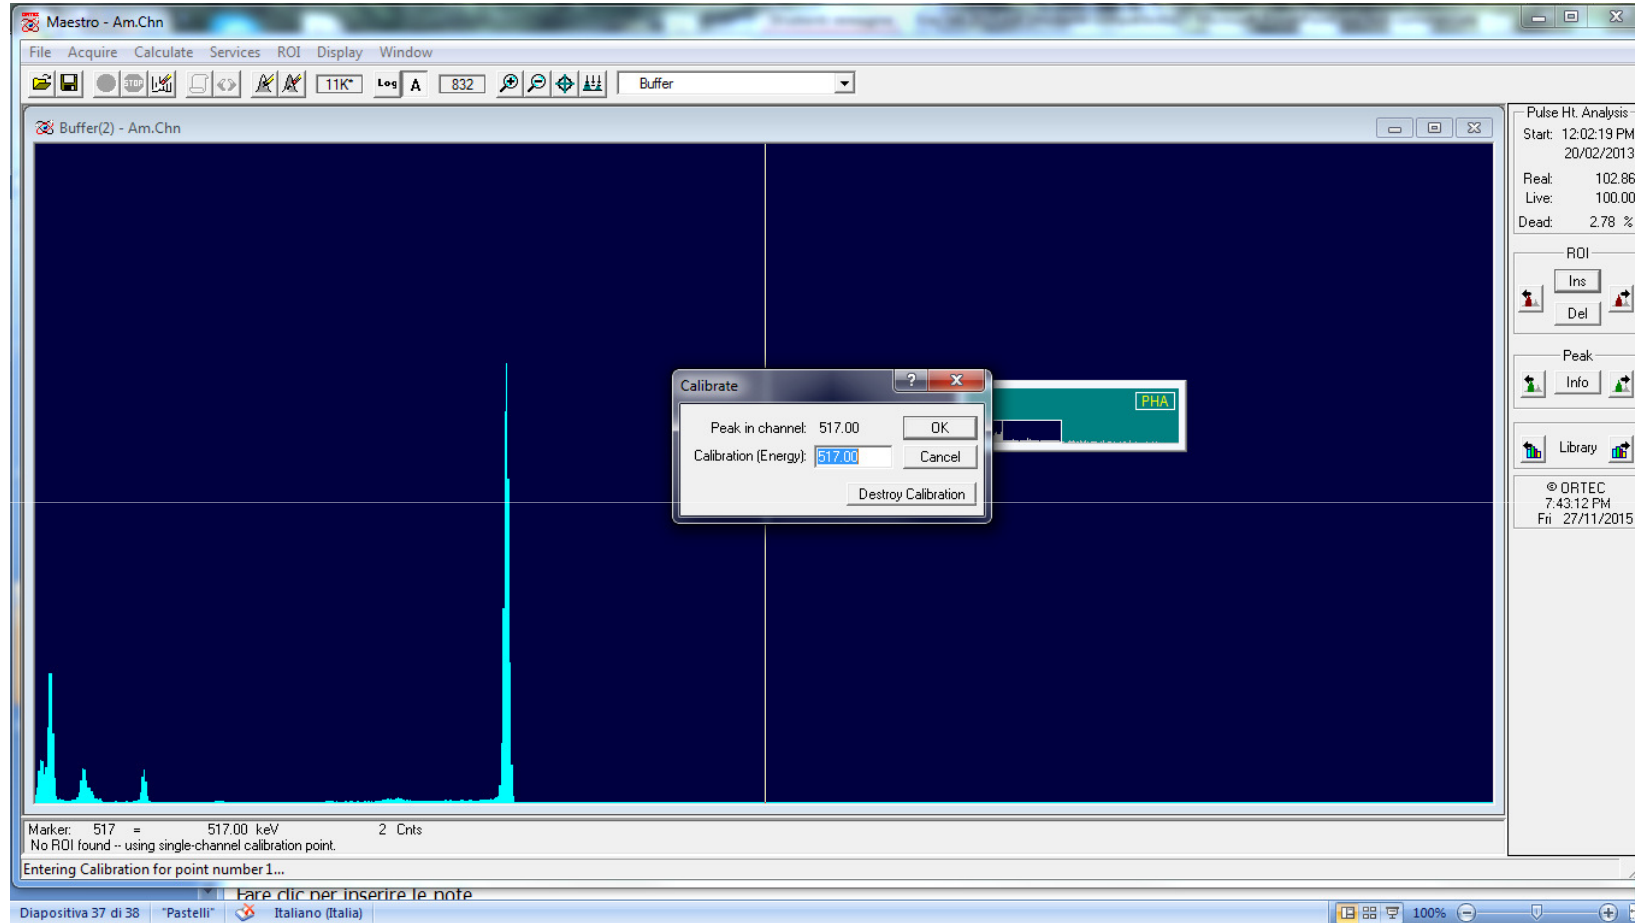 Maestro - Am.Chn
File Acquire Calculate Services ROI Display Window
STOP 11K* Log A 832 Buffer
Buffer(2) - Am.Chn
Pulse Ht. Analysis
Start: 12:02:19 PM
20/02/2013
Real: 102.86
Live: 100.00
Dead: 2.78 %
ROI
Ins
Del
Peak
Info
Library
© ORTEC
7:43:12 PM
Fri 27/11/2015
PHA
Calibrate
Peak in channel: 517.00 OK
Calibration (Energy): 517.00 Cancel
Destroy Calibration
Marker: 517 = 517.00 keV 2 Cnts
No ROI found -- using single-channel calibration point.
Entering Calibration for point number 1...
Fare clic per inserire le note
Diapositiva 37 di 38 "Pastelli" Italiano (Italia) 100%